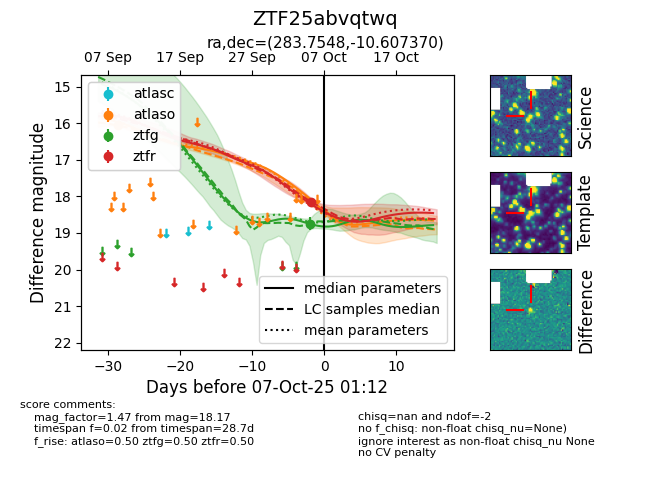 ZTF25abvqtwq
ra,dec=(283.7548,-10.607370)
07 Sep 17 Sep 27 Sep 07 Oct 17 Oct
atlasc
atlaso
ztfg
ztfr
15
16
17
18
19
20
21
22
Difference magnitude
median parameters
LC samples median
mean parameters
−30 −20 −10 0 10
Days before 07-Oct-25 01:12
Science
Template
Difference
score comments:
mag_factor=1.47 from mag=18.17
timespan f=0.02 from timespan=28.7d
f_rise: atlaso=0.50 ztfg=0.50 ztfr=0.50
chisq=nan and ndof=-2
no f_chisq: non-float chisq_nu=None)
ignore interest as non-float chisq_nu None
no CV penalty